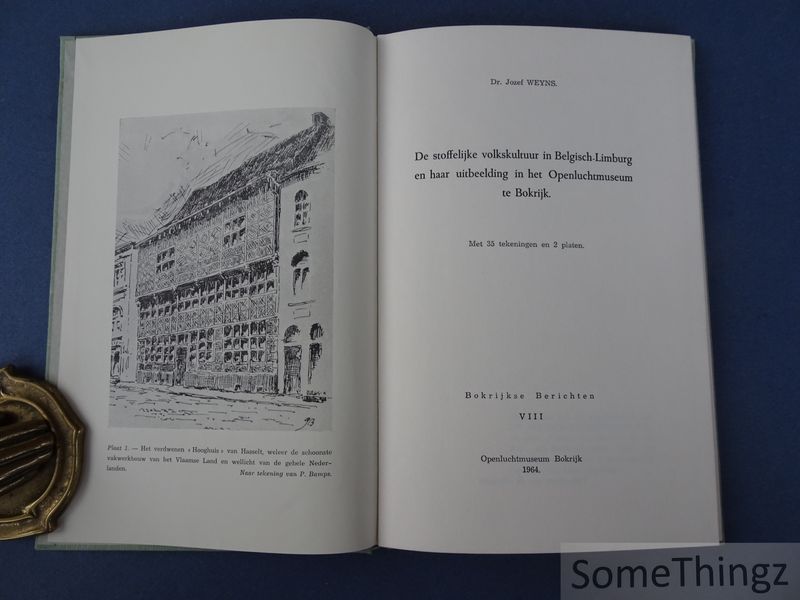 Plaat 1. — Het verdwenen « Hooghuis » van Hasselt, weleer de schoonste
vakwerkbouw van het Vlaamse Land en wellicht van de gehele Neder-
landen.
Naar tekening van P. Bamps.
Dr. Jozef WEYNS.
De stoffelijke volkskultuur in Belgisch-Limburg
en haar uitbeelding in het Openluchtmuseum
te Bokrijk.
Met 35 tekeningen en 2 platen.
Bokrijkse Berichten
VIII
Openluchtmuseum Bokrijk
1964.
SomeThingz